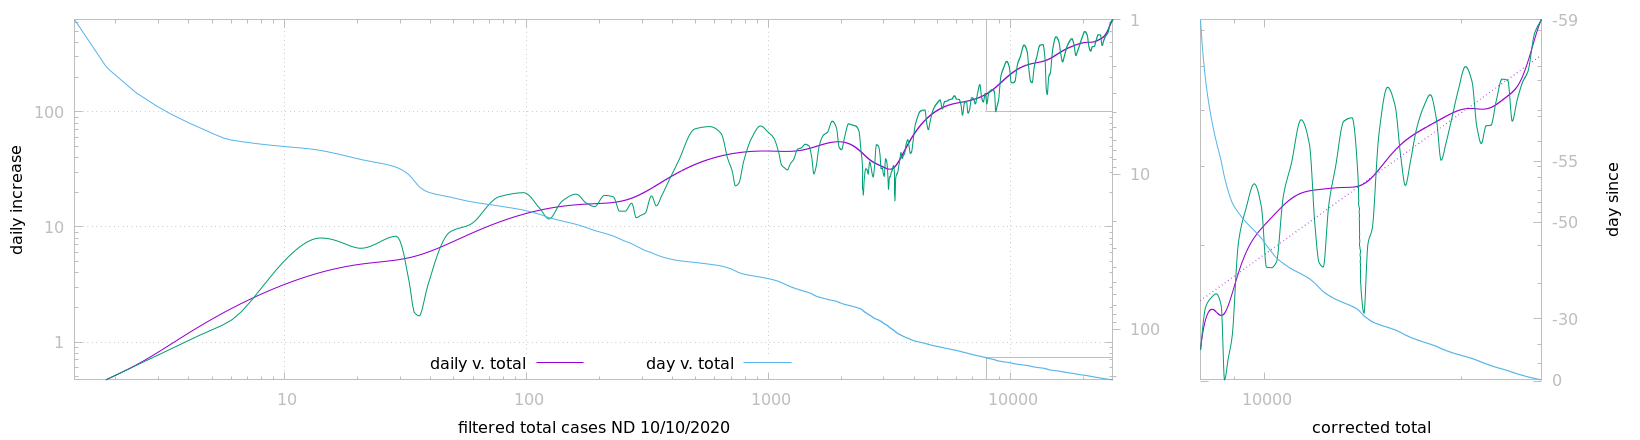 daily increase
100
10
1
daily v. total
day v. total
10
100
1000
10000
filtered total cases ND 10/10/2020
1
10
100
10000
corrected total
-59
-55
-50
-30
0
day since